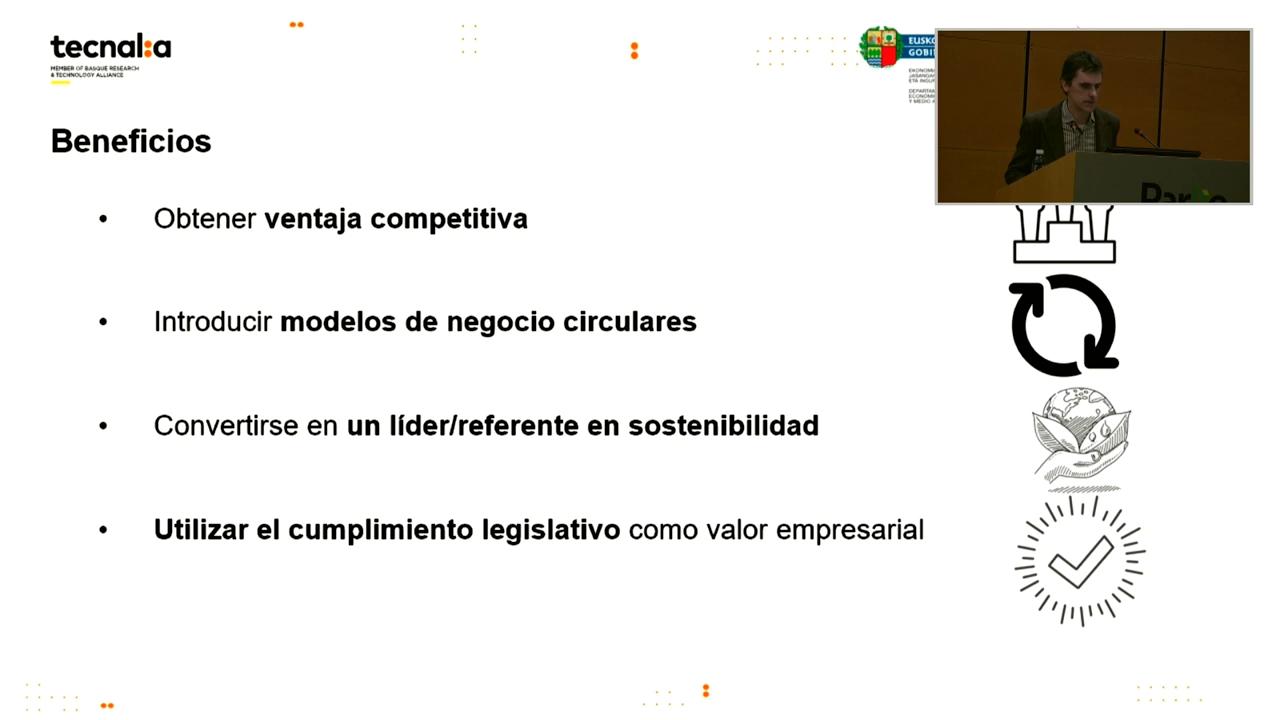 tecnal:a
MEMBER OF BASQUE RESEARCH
& TECHNOLOGY ALLIANCE
Beneficios
• Obtener ventaja competitiva
• Introducir modelos de negocio circulares
• Convertirse en un líder/referente en sostenibilidad
• Utilizar el cumplimiento legislativo como valor empresarial